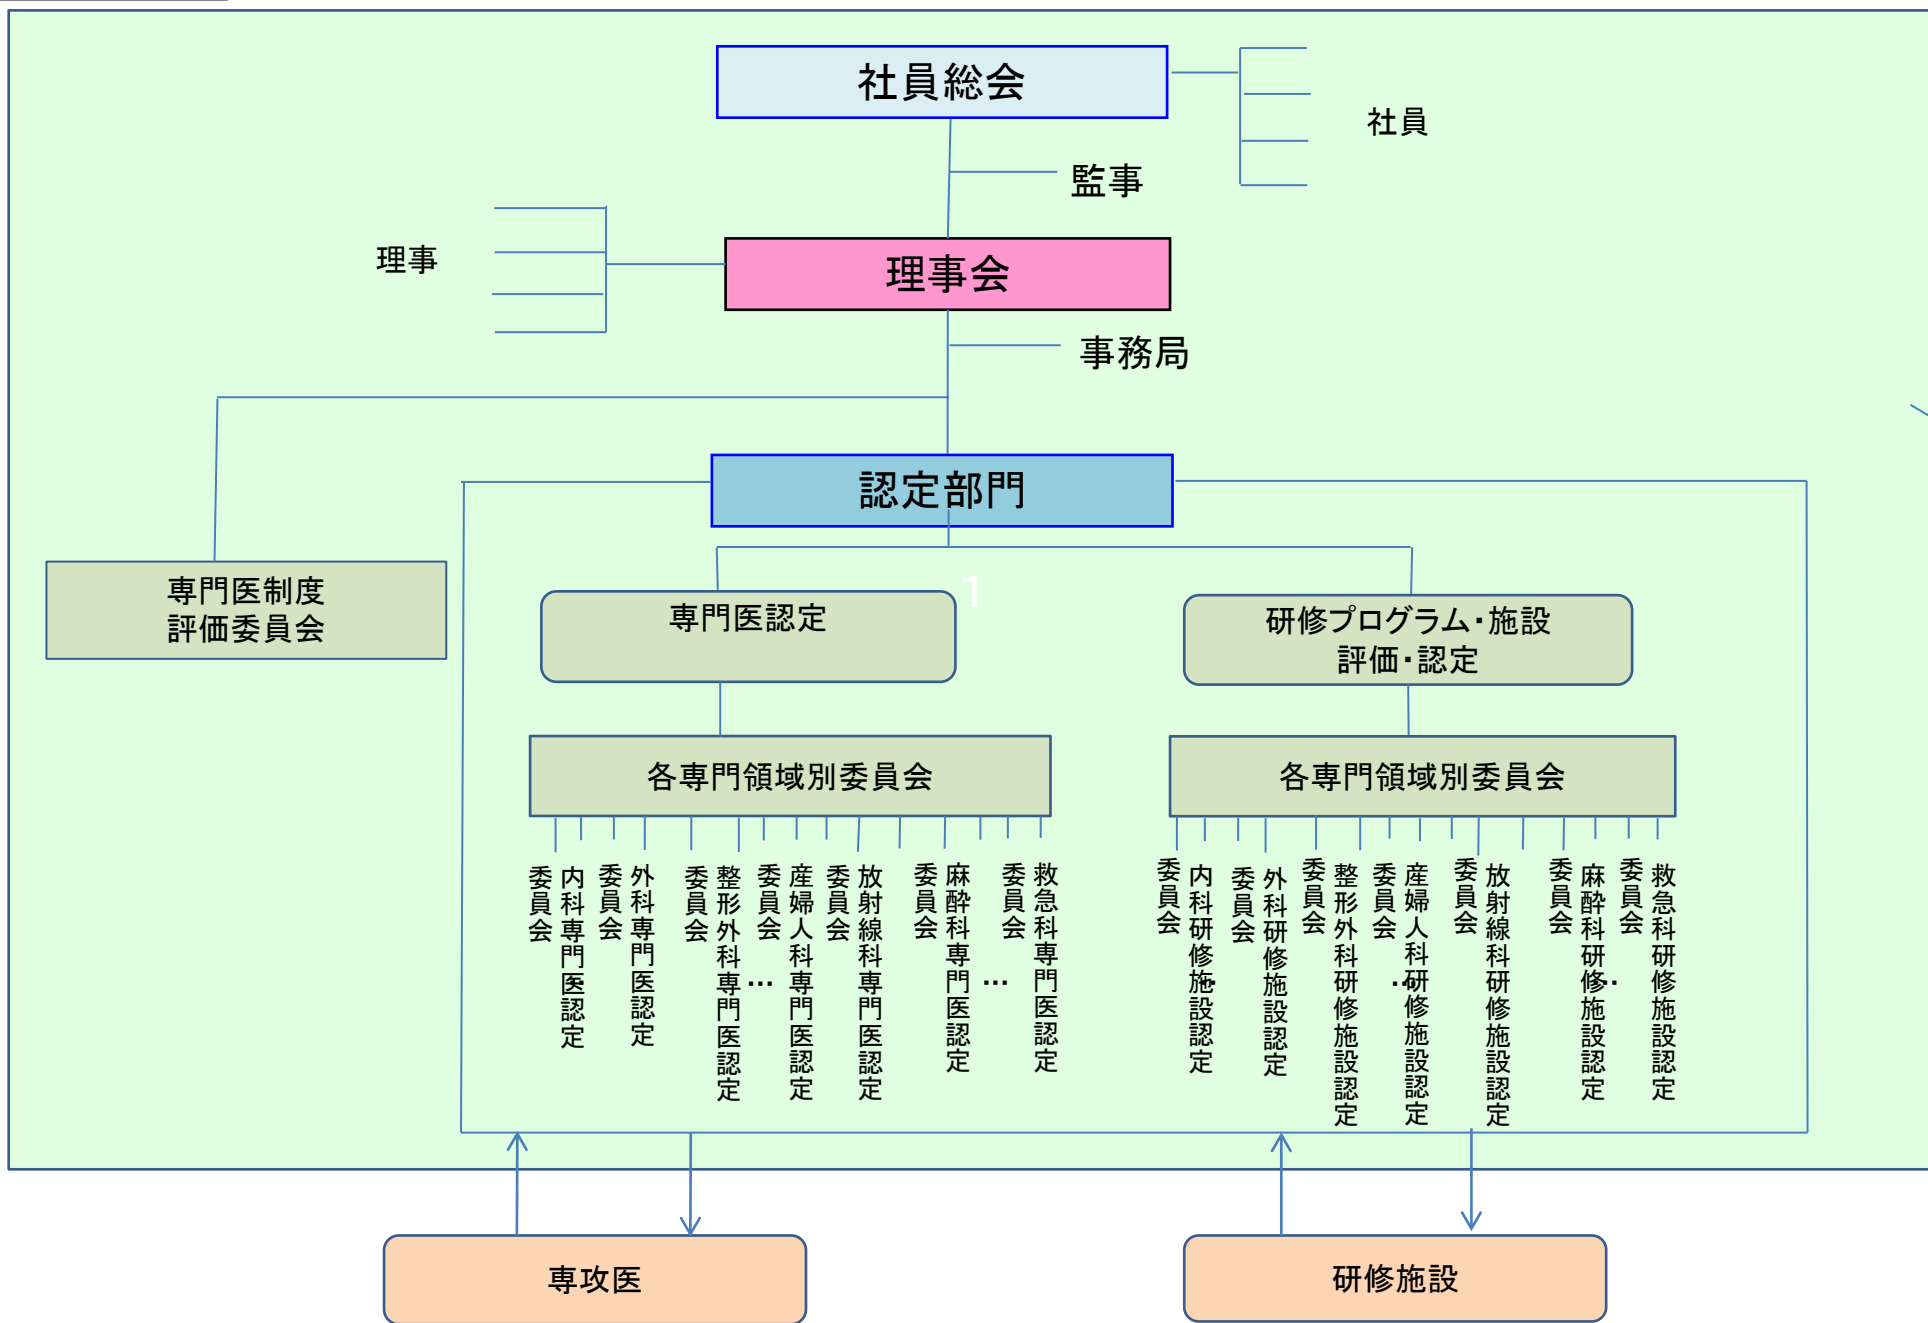 社員総会
社員
監事
理事
理事会
事務局
認定部門
専門医制度
評価委員会
1
専門医認定
研修プログラム・施設
評価・認定
各専門領域別委員会
各専門領域別委員会
内科専門医認定
委員会
…
外科専門医認定
委員会
整形外科専門医認定
委員会
…
産婦人科専門医認定
委員会
放射線科専門医認定
委員会
麻酔科専門医認定
委員会
…
救急科専門医認定
委員会
内科研修施設認定
委員会
…
外科研修施設認定
委員会
整形外科研修施設認定
委員会
…
産婦人科研修施設認定
委員会
放射線科研修施設認定
委員会
麻酔科研修施設認定
委員会
…
救急科研修施設認定
委員会
専攻医
研修施設